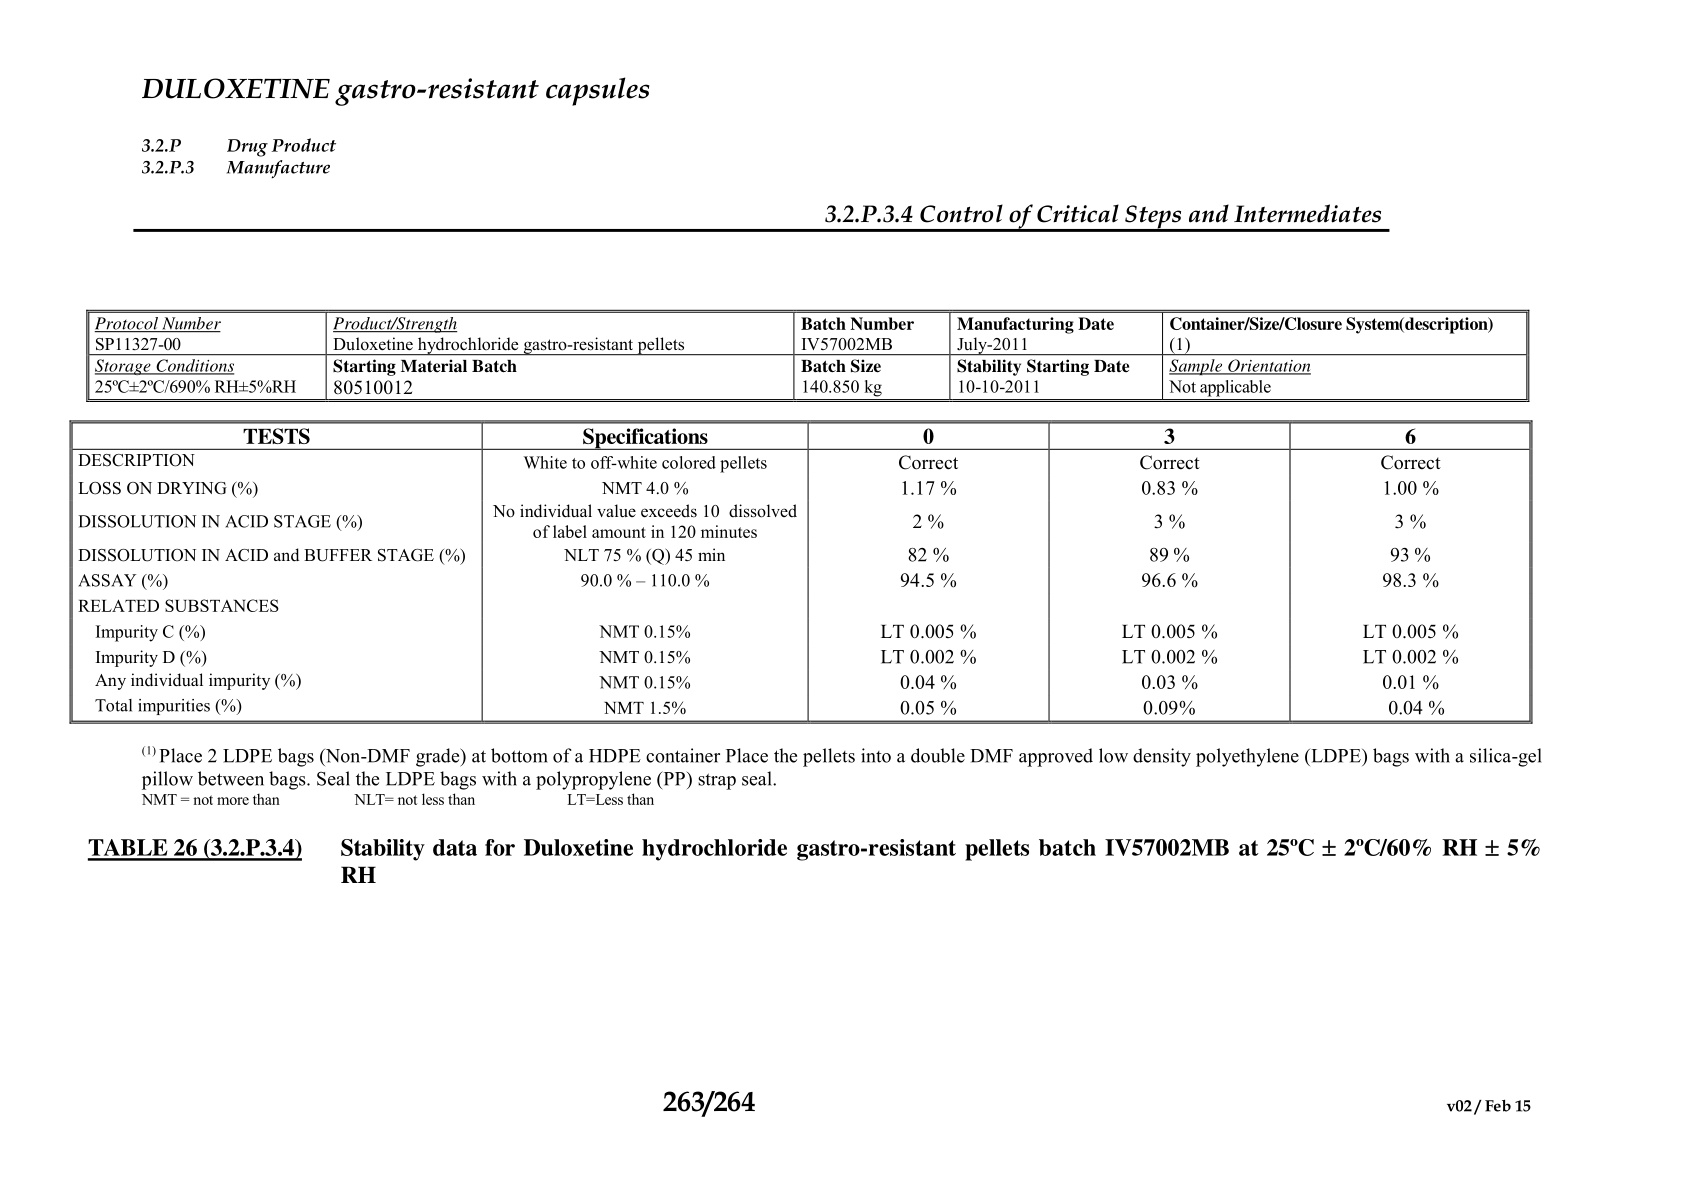 DULOXETINE gastro-resistant capsules
3.2.P Drug Product
3.2.P.3 Manufacture
3.2.P.3.4 Control of Critical Steps and Intermediates
Protocol Number Product/Strength Batch Number Manufacturing Date Container/Size/Closure System(description)
SP11327-00 Duloxetine hydrochloride gastro-resistant pellets IV57002MB July-2011 (1)
Storage Conditions Starting Material Batch Batch Size Stability Starting Date Sample Orientation
25ºC±2ºC/690% RH±5%RH 80510012 140.850 kg 10-10-2011 Not applicable
TESTS Specifications 0 3 6
DESCRIPTION White to off-white colored pellets Correct Correct Correct
LOSS ON DRYING (%) NMT 4.0 % 1.17 % 0.83 % 1.00 %
DISSOLUTION IN ACID STAGE (%) No individual value exceeds 10 dissolved of label amount in 120 minutes 2 % 3 % 3 %
DISSOLUTION IN ACID and BUFFER STAGE (%) NLT 75 % (Q) 45 min 82 % 89 % 93 %
ASSAY (%) 90.0 % – 110.0 % 94.5 % 96.6 % 98.3 %
RELATED SUBSTANCES
Impurity C (%) NMT 0.15% LT 0.005 % LT 0.005 % LT 0.005 %
Impurity D (%) NMT 0.15% LT 0.002 % LT 0.002 % LT 0.002 %
Any individual impurity (%) NMT 0.15% 0.04 % 0.03 % 0.01 %
Total impurities (%) NMT 1.5% 0.05 % 0.09% 0.04 %
(1) Place 2 LDPE bags (Non-DMF grade) at bottom of a HDPE container Place the pellets into a double DMF approved low density polyethylene (LDPE) bags with a silica-gel
pillow between bags. Seal the LDPE bags with a polypropylene (PP) strap seal.
NMT = not more than NLT= not less than LT=Less than
TABLE 26 (3.2.P.3.4) Stability data for Duloxetine hydrochloride gastro-resistant pellets batch IV57002MB at 25ºC ± 2ºC/60% RH ± 5%
RH
263/264
v02 / Feb 15